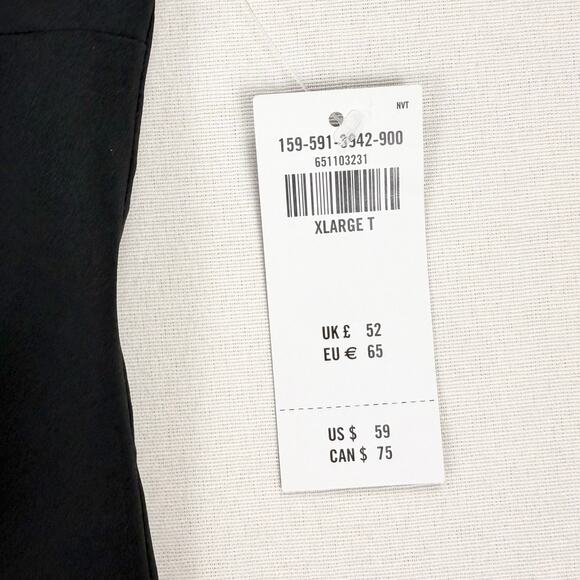 NVT
159-591-3942-900
651103231
XLARGE T
UK £ 52
EU € 65
US $ 59
CAN $ 75